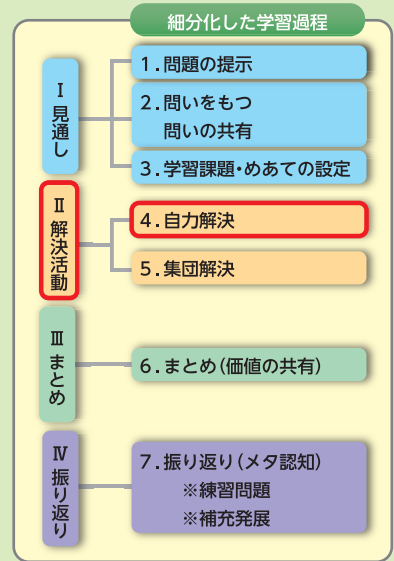 細分化した学習過程
Ⅰ 見通し
1.問題の提示
2.問いをもつ
問いの共有
3.学習課題・めあての設定
Ⅱ 解決活動
4.自力解決
5.集団解決
Ⅲ まとめ
6.まとめ(価値の共有)
Ⅳ 振り返り
7.振り返り(メタ認知)
※練習問題
※補充発展